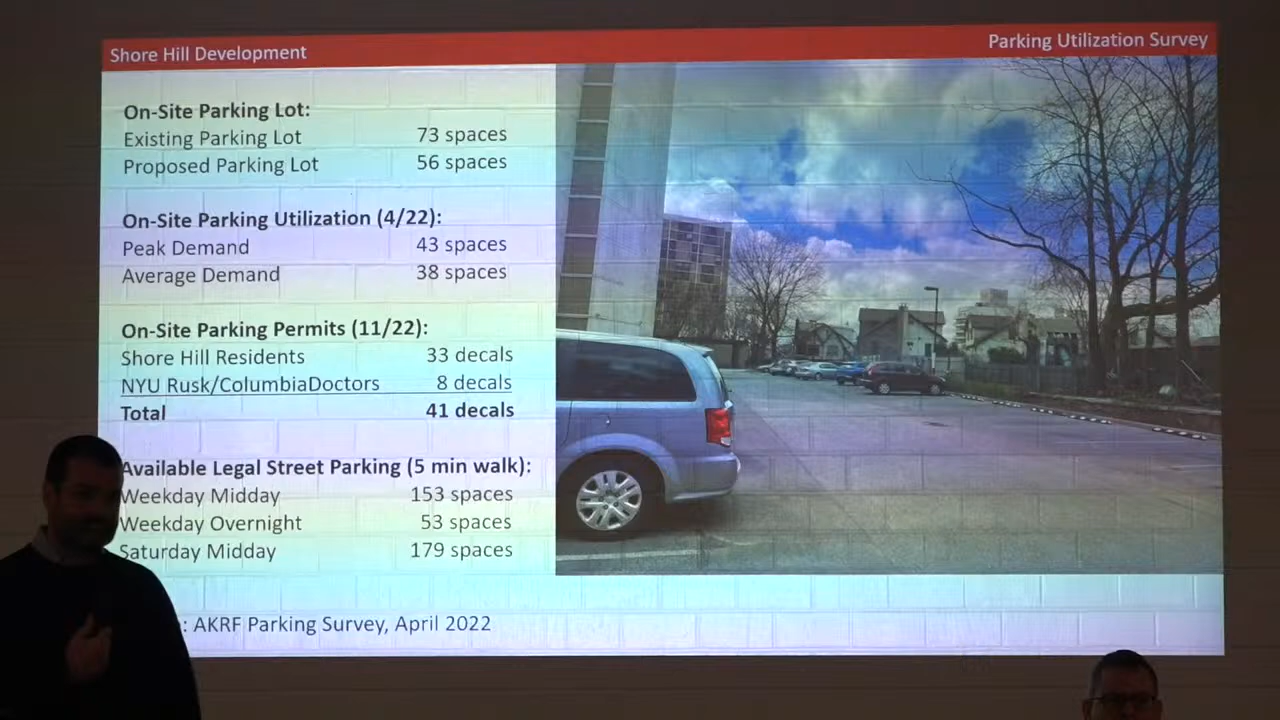 Shore Hill Development
Parking Utilization Survey
On-Site Parking Lot:
Existing Parking Lot 73 spaces
Proposed Parking Lot 56 spaces
On-Site Parking Utilization (4/22):
Peak Demand 43 spaces
Average Demand 38 spaces
On-Site Parking Permits (11/22):
Shore Hill Residents 33 decals
NYU Rusk/ColumbiaDoctors 8 decals
Total 41 decals
Available Legal Street Parking (5 min walk):
Weekday Midday 153 spaces
Weekday Overnight 53 spaces
Saturday Midday 179 spaces
: AKRF Parking Survey, April 2022